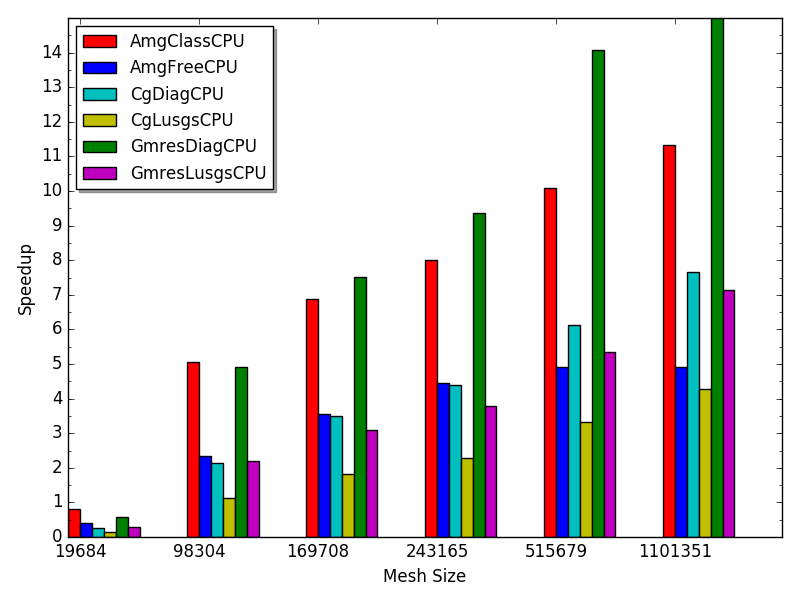 AmgClassCPU
AmgFreeCPU
CgDiagCPU
CgLusgsCPU
GmresDiagCPU
GmresLusgsCPU
14
13
12
11
10
9
8
7
6
5
4
3
2
1
0
Speedup
19684 98304 169708 243165 515679 1101351
Mesh Size